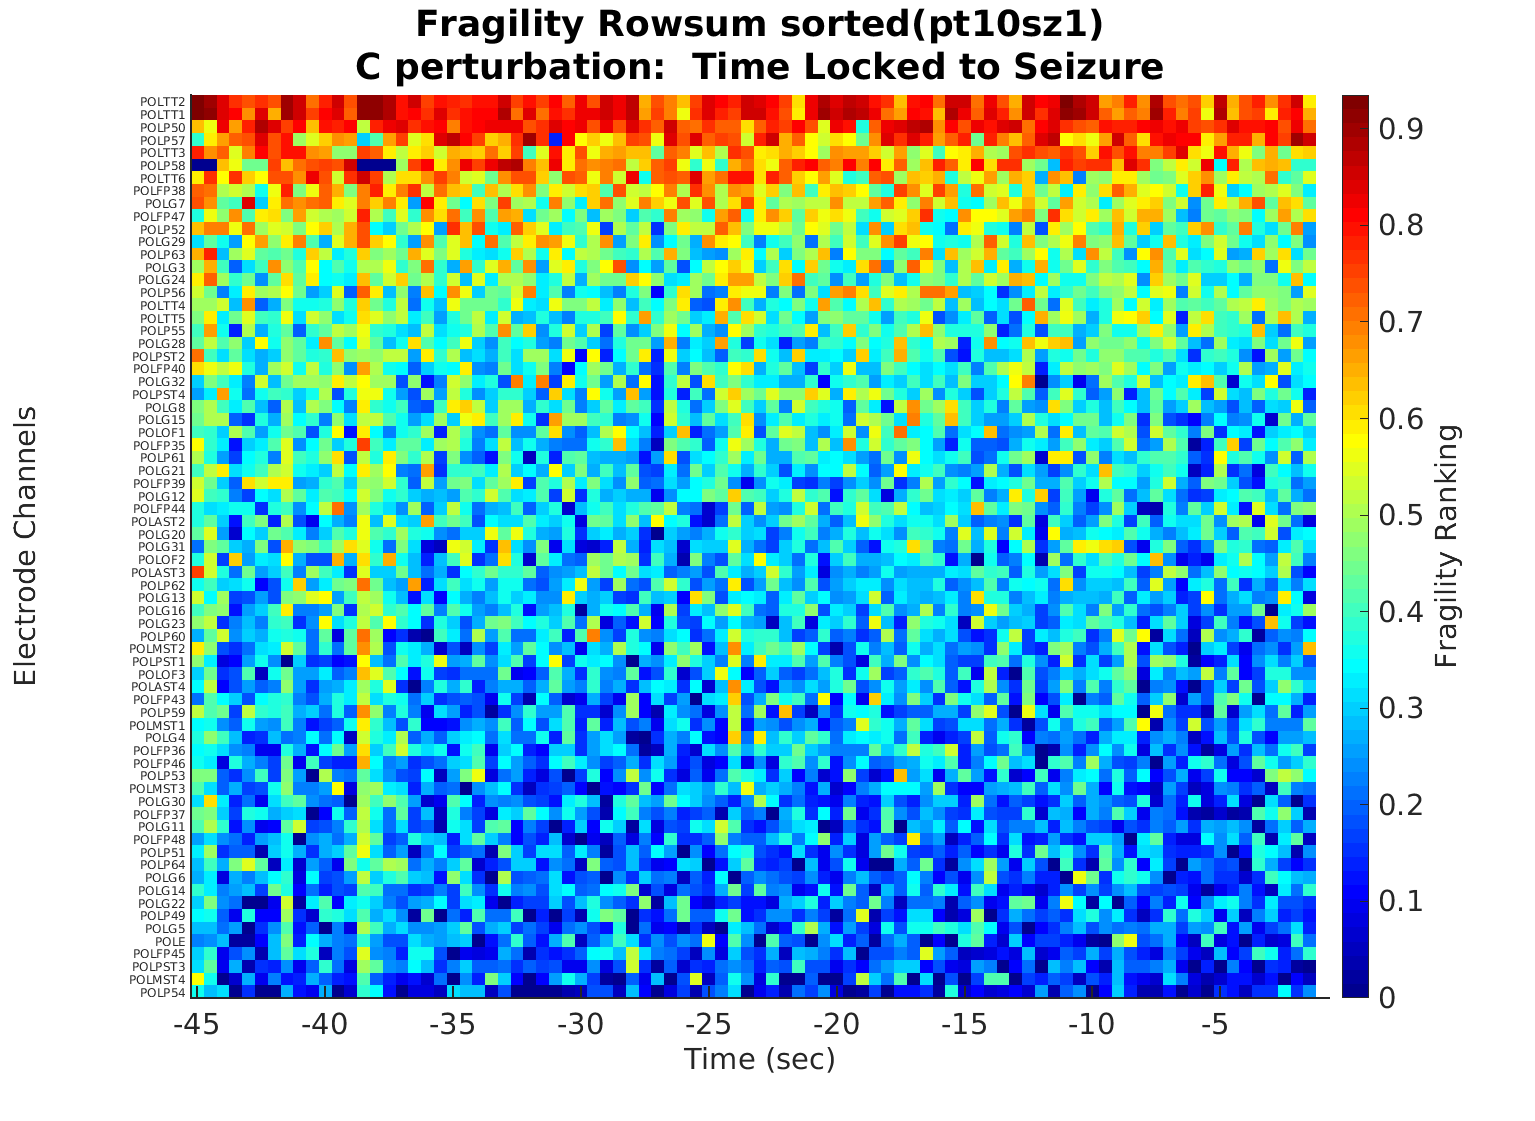 Fragility Rowsum sorted(pt10sz1)
C perturbation:  Time Locked to Seizure
Electrode Channels
POLTT2
POLTT1
POLP50
POLP57
POLTT3
POLP58
POLTT6
POLFP38
POLG7
POLFP47
POLP52
POLG29
POLP63
POLG3
POLG24
POLP56
POLTT4
POLTT5
POLP55
POLG28
POLPST2
POLFP40
POLG32
POLPST4
POLG8
POLG15
POLOF1
POLFP35
POLP61
POLG21
POLFP39
POLG12
POLFP44
POLAST2
POLG20
POLG31
POLOF2
POLAST3
POLP62
POLG13
POLG16
POLG23
POLP60
POLMST2
POLPST1
POLOF3
POLAST4
POLFP43
POLP59
POLMST1
POLG4
POLFP36
POLFP46
POLP53
POLMST3
POLG30
POLFP37
POLG11
POLFP48
POLP51
POLP64
POLG6
POLG14
POLG22
POLP49
POLG5
POLE
POLFP45
POLPST3
POLMST4
POLP54
-45 -40 -35 -30 -25 -20 -15 -10 -5
Time (sec)
0.9
0.8
0.7
0.6
0.5
0.4
0.3
0.2
0.1
0
Fragility Ranking